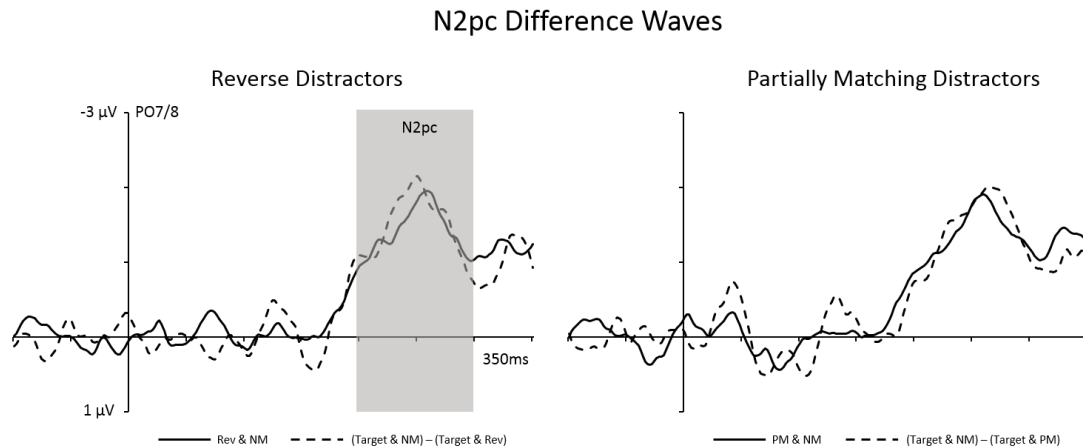 N2pc Difference Waves
Reverse Distractors
Partially Matching Distractors
-3 µV
PO7/8
N2pc
350ms
1 µV
Rev & NM
(Target & NM) – (Target & Rev)
PM & NM
(Target & NM) – (Target & PM)